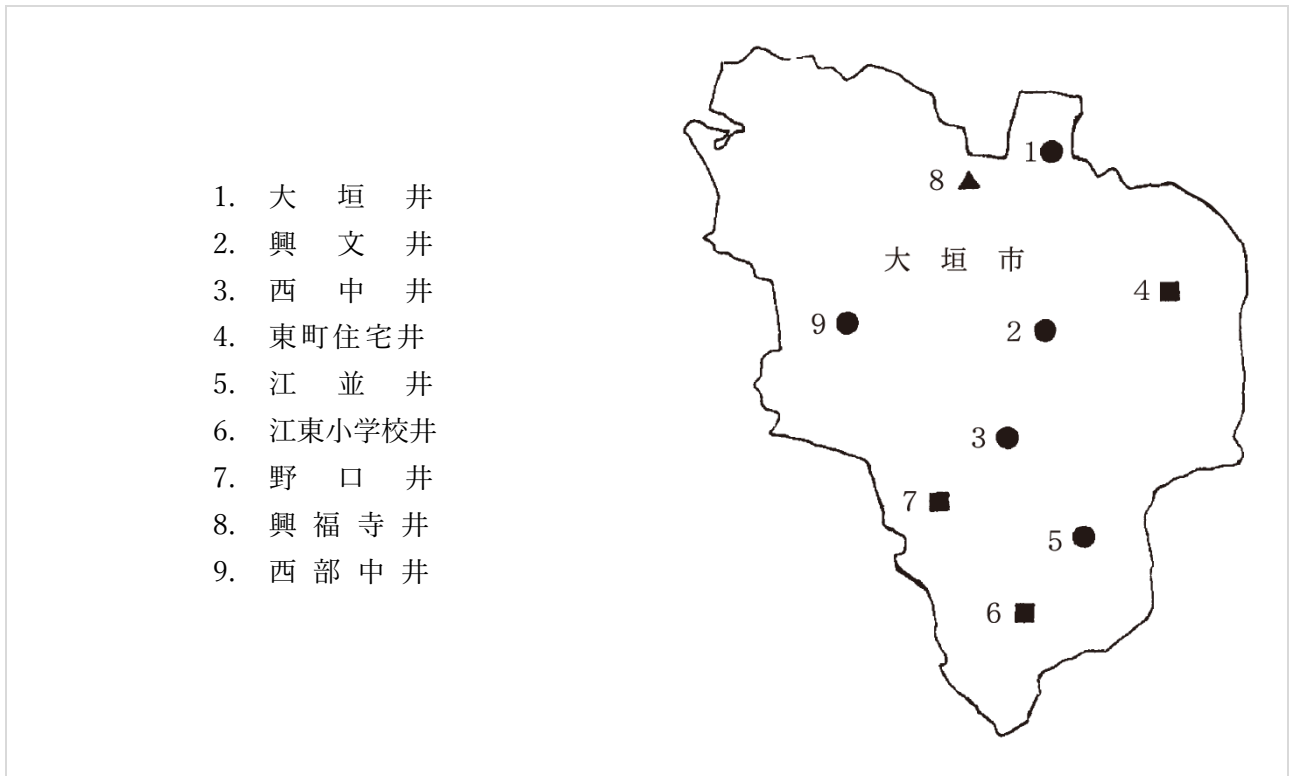 1. 大垣井
2. 興文井
3. 西中井
4. 東町住宅井
5. 江並井
6. 江東小学校井
7. 野口井
8. 興福寺井
9. 西部中井
1
8
大垣市
4
9
2
3
7
5
6